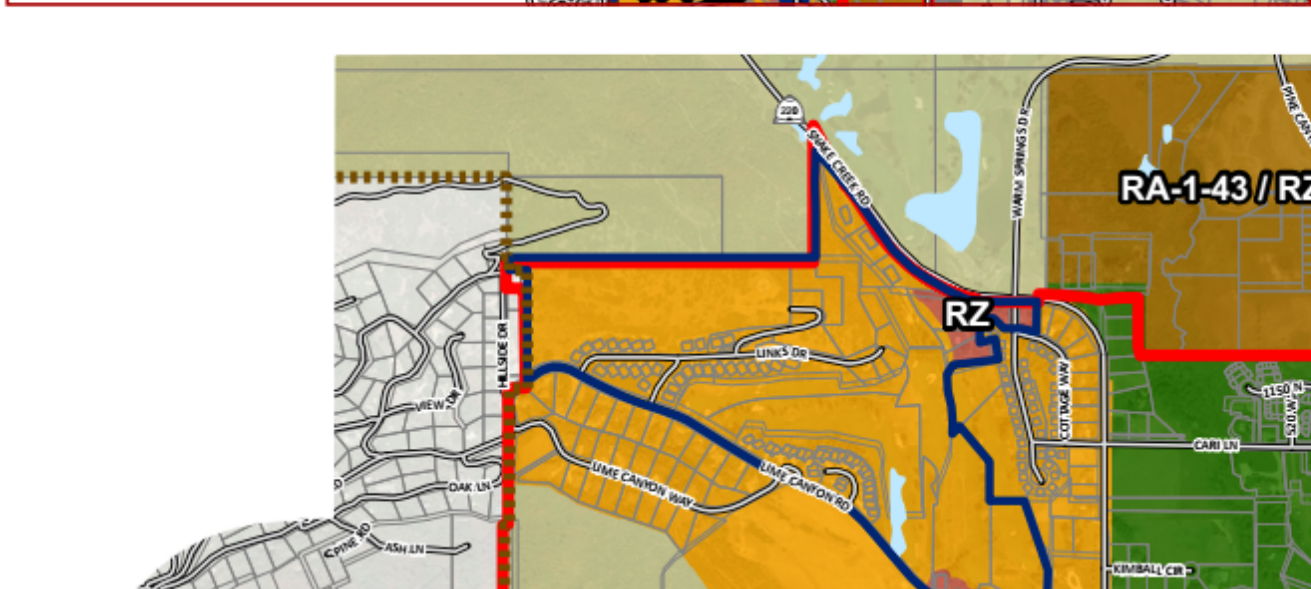 220
SNAKE CREEK RD
WARM SPRINGS DR
RA-1-43 / RZ
RZ
HILLSIDE DR
LINKS DR
VIEW DR
COTTAGE WAY
1150 N
520 W
CARI LN
LIME CANYON WAY
LIME CANYON RD
OAK LN
PINE RD
ASH LN
KIMBALL CIR